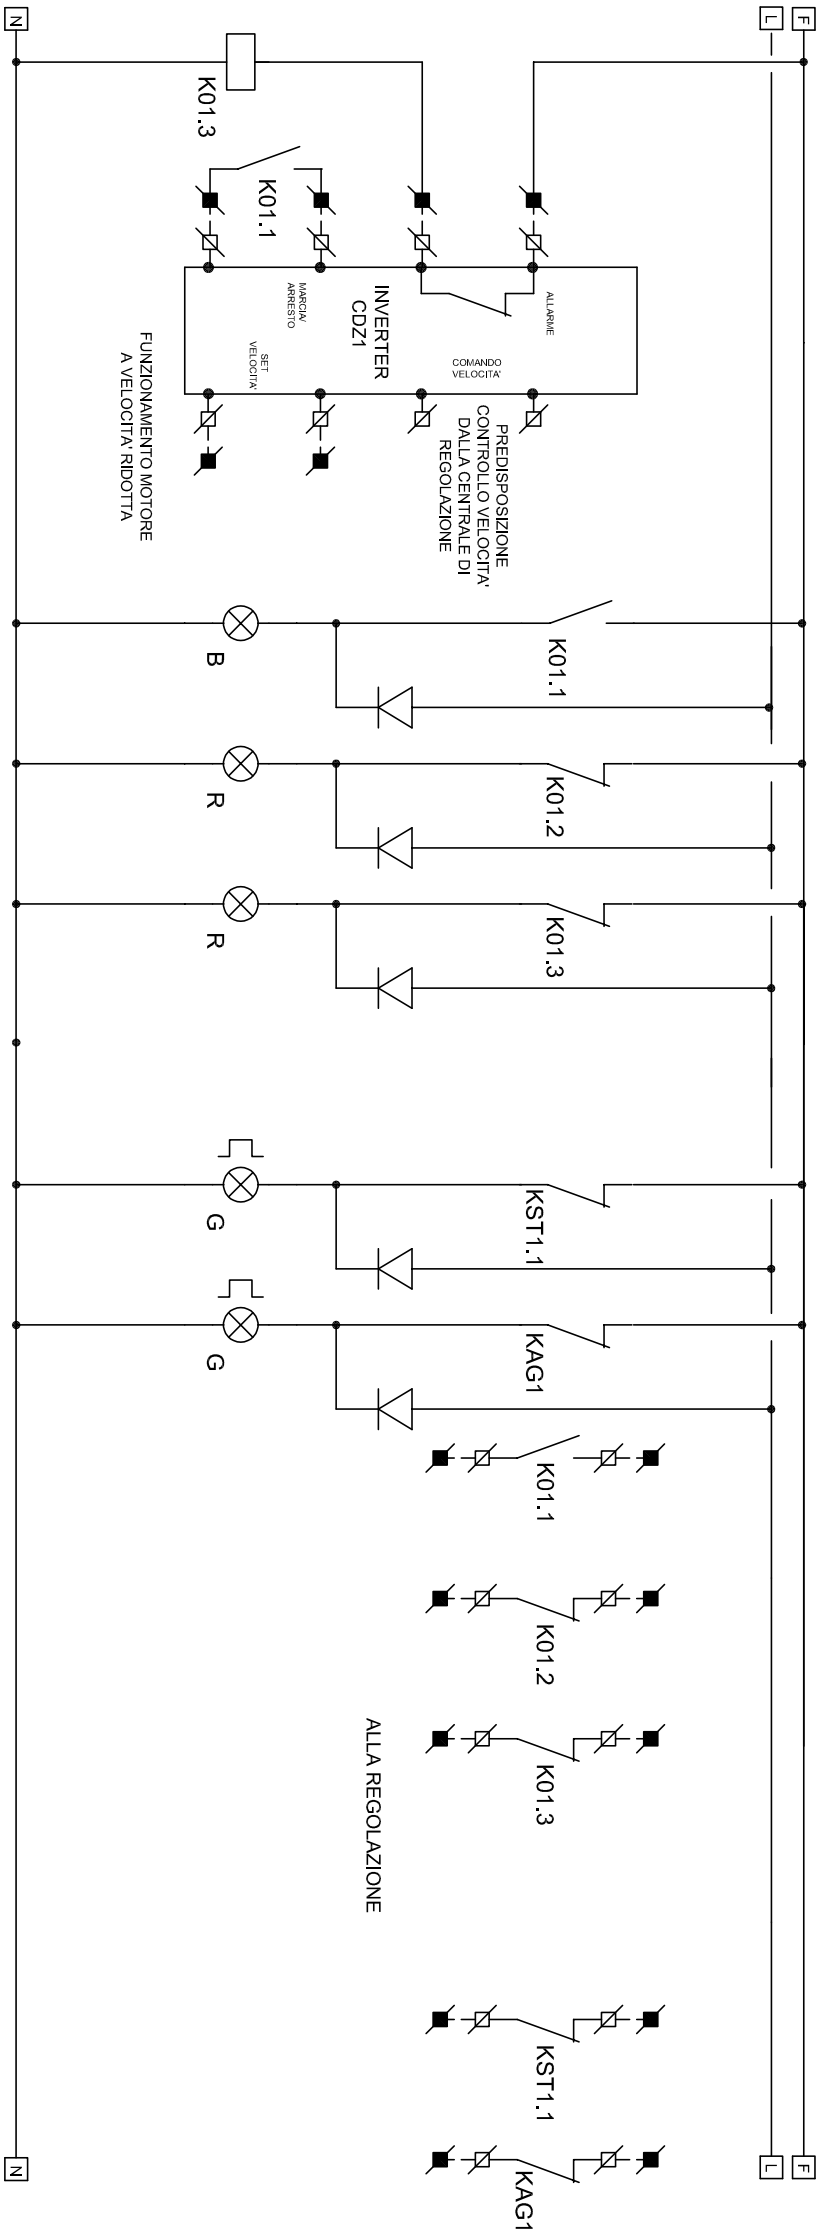 F
L
N
K01.3
K01.1
ALLARME
MARCIA/
ARRESTO
INVERTER
CDZ1
COMANDO
VELOCITA'
SET
VELOCITA'
PREDISPOSIZIONE
CONTROLLO VELOCITA'
DALLA CENTRALE DI
REGOLAZIONE
FUNZIONAMENTO MOTORE
A VELOCITA' RIDOTTA
K01.1
B
K01.2
R
K01.3
R
KST1.1
G
KAG1
G
K01.1
K01.2
K01.3
ALLA REGOLAZIONE
KST1.1
KAG1
F
L
N